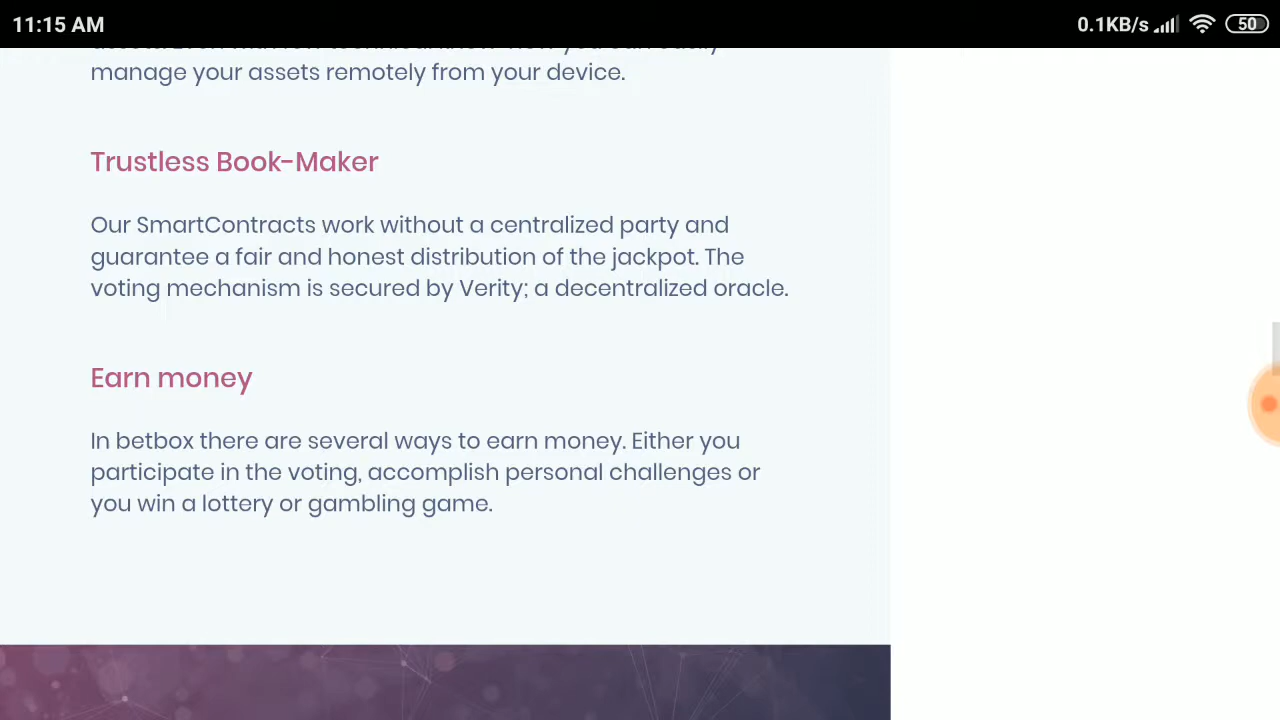 11:15 AM
0.1KB/s
50
manage your assets remotely from your device.
Trustless Book-Maker
Our SmartContracts work without a centralized party and
guarantee a fair and honest distribution of the jackpot. The
voting mechanism is secured by Verity; a decentralized oracle.
Earn money
In betbox there are several ways to earn money. Either you
participate in the voting, accomplish personal challenges or
you win a lottery or gambling game.